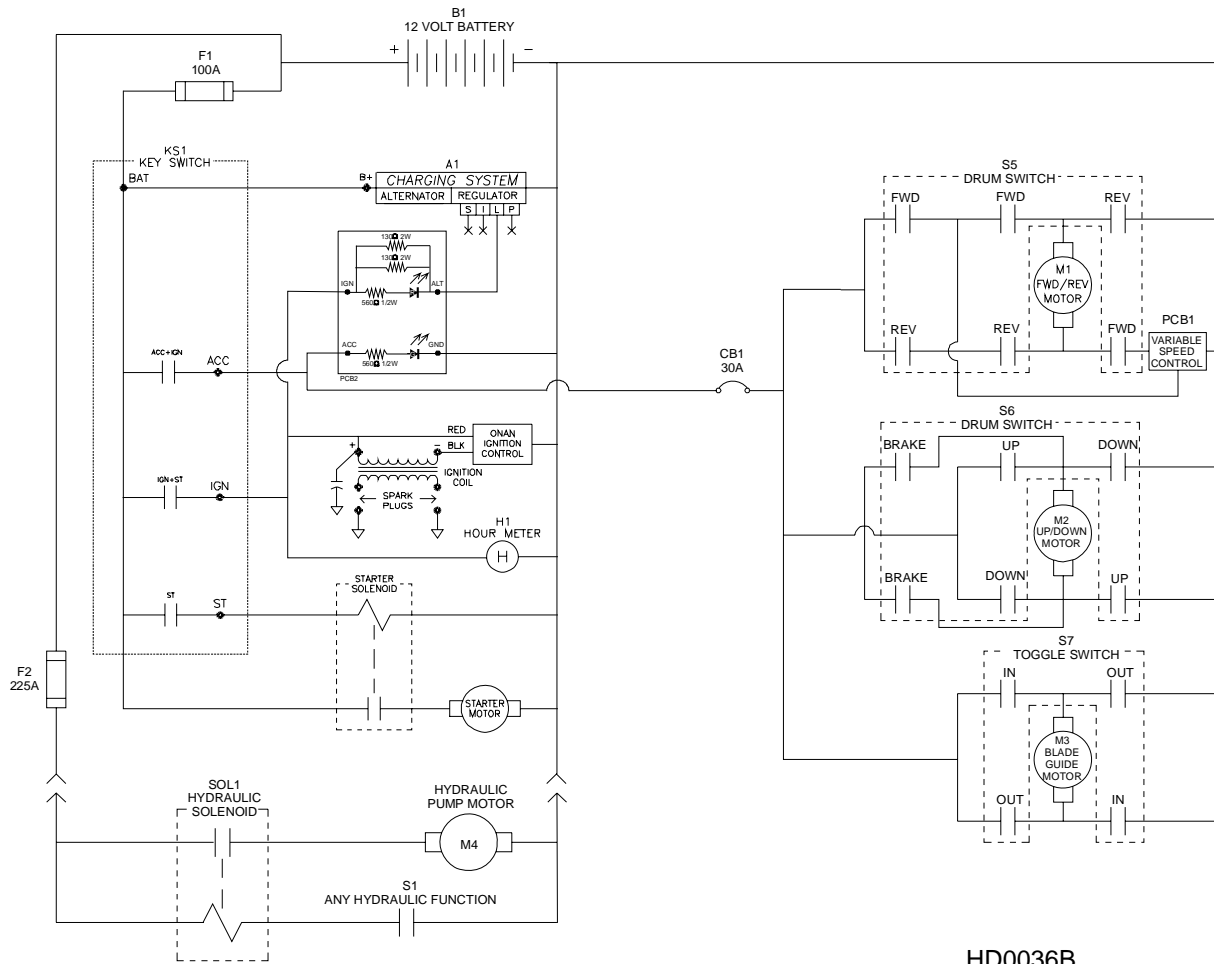 B1
12 VOLT BATTERY
+ −
F1
100A
KS1
KEY SWITCH
BAT
B+
A1
CHARGING SYSTEM
ALTERNATOR REGULATOR
S I L P
130Ω 2W
130Ω 2W
IGN
ALT
560Ω 1/2W
ACC
GND
560Ω 1/2W
PCB2
ACC+IGN
ACC
RED
+ − BLK
ONAN
IGNITION
CONTROL
IGNITION
COIL
SPARK
PLUGS
IGN+ST
IGN
H1
HOUR METER
H
STARTER
SOLENOID
ST
ST
STARTER
MOTOR
F2
225A
SOL1
HYDRAULIC
SOLENOID
HYDRAULIC
PUMP MOTOR
M4
S1
ANY HYDRAULIC FUNCTION
CB1
30A
S5
DRUM SWITCH
FWD FWD REV
M1
FWD/REV
MOTOR
REV REV FWD
PCB1
VARIABLE
SPEED
CONTROL
S6
DRUM SWITCH
BRAKE UP DOWN
M2
UP/DOWN
MOTOR
BRAKE DOWN UP
S7
TOGGLE SWITCH
IN OUT
M3
BLADE
GUIDE
MOTOR
OUT IN
HD0036B